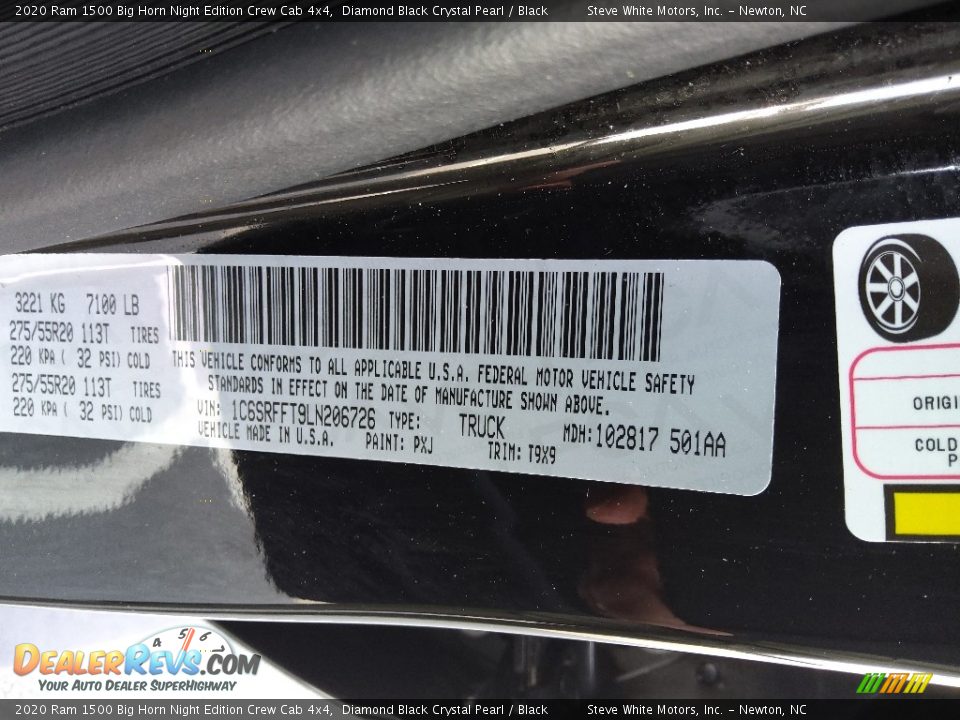 2020 Ram 1500 Big Horn Night Edition Crew Cab 4x4, Diamond Black Crystal Pearl / Black Steve White Motors, Inc. – Newton, NC
3221 KG 7100 LB
275/55R20 113T TIRES
220 KPA ( 32 PSI) COLD
275/55R20 113T TIRES
220 KPA ( 32 PSI) COLD
THIS VEHICLE CONFORMS TO ALL APPLICABLE U.S.A. FEDERAL MOTOR VEHICLE SAFETY
STANDARDS IN EFFECT ON THE DATE OF MANUFACTURE SHOWN ABOVE.
VIN: 1C6SRFFT9LN206726 TYPE: TRUCK MDH: 102817 501AA
VEHICLE MADE IN U.S.A. PAINT: PXJ TRIM: T9X9
ORIGI
COLD
P
4 5 6
DEALERREVS.COM
YOUR AUTO DEALER SUPERHIGHWAY
2020 Ram 1500 Big Horn Night Edition Crew Cab 4x4, Diamond Black Crystal Pearl / Black Steve White Motors, Inc. – Newton, NC